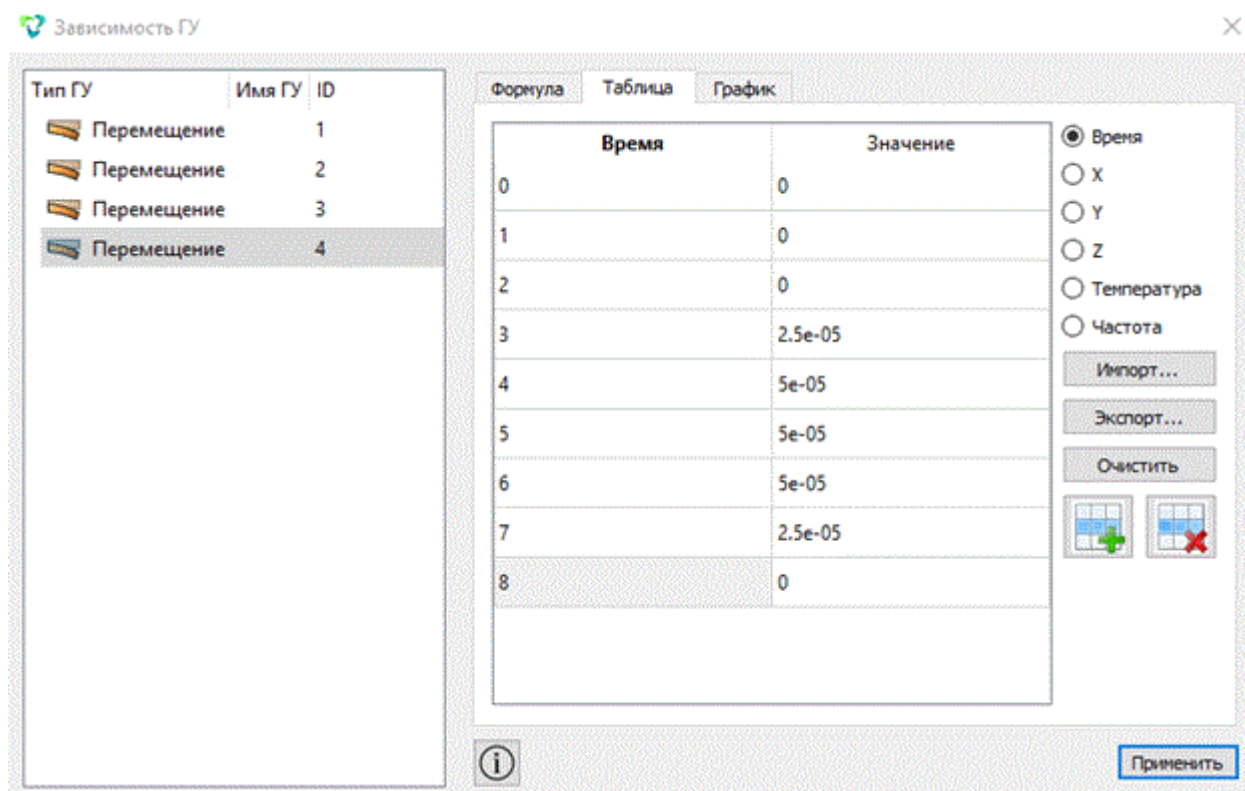 Зависимость ГУ
Тип ГУ Имя ГУ ID
Перемещение 1
Перемещение 2
Перемещение 3
Перемещение 4
Формула Таблица График
Время Значение
0 0
1 0
2 0
3 2.5e-05
4 5e-05
5 5e-05
6 5e-05
7 2.5e-05
8 0
Время
X
Y
Z
Температура
Частота
Импорт...
Экспорт...
Очистить
Применить